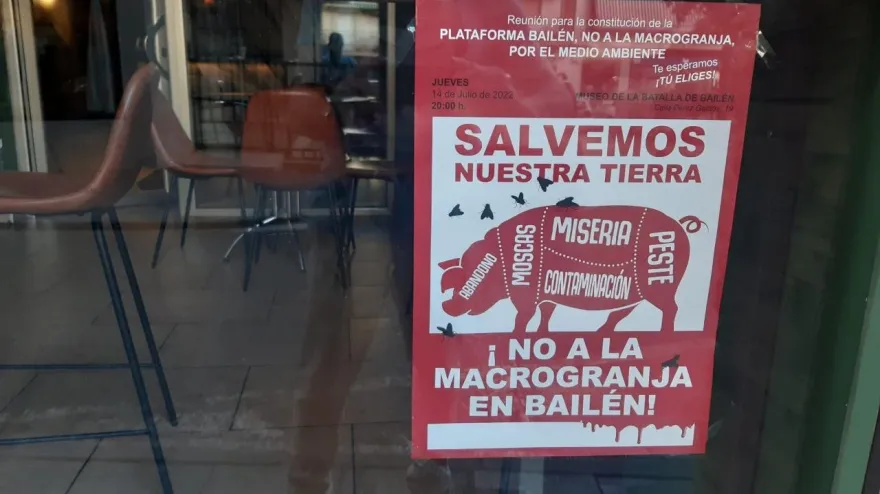 Reunión para la constitución de la
PLATAFORMA BAILÉN, NO A LA MACROGRANJA,
POR EL MEDIO AMBIENTE
Te esperamos
¡TÚ ELIGES!
JUEVES
14 de Julio de 2022
20:00 h.
MUSEO DE LA BATALLA DE BAILÉN
SALVEMOS
NUESTRA TIERRA
ABANDONO
MOSCAS
MISERIA
CONTAMINACIÓN
PESTE
¡ NO A LA
MACROGRANJA
EN BAILÉN!